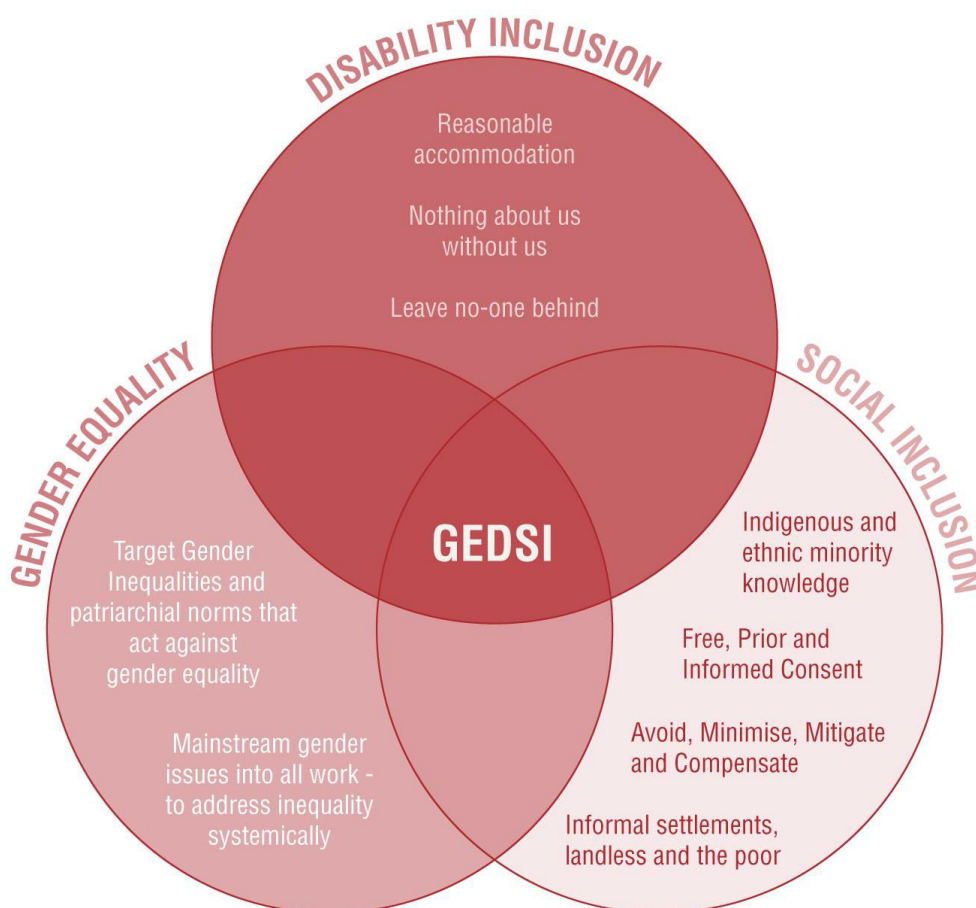 DISABILITY INCLUSION
Reasonable
accommodation
Nothing about us
without us
Leave no-one behind
GENDER EQUALITY
Target Gender
Inequalities and
patriarchial norms that
act against
gender equality
Mainstream gender
issues into all work -
to address inequality
systemically
GEDSI
SOCIAL INCLUSION
Indigenous and
ethnic minority
knowledge
Free, Prior and
Informed Consent
Avoid, Minimise, Mitigate
and Compensate
Informal settlements,
landless and the poor